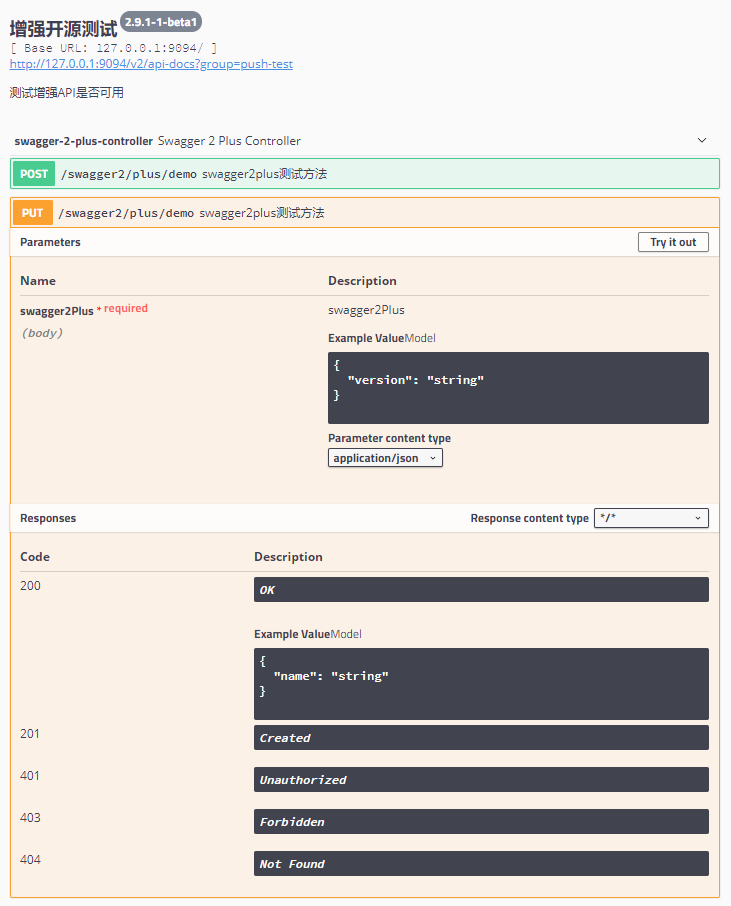 增强开源测试 2.9.1-1-beta1
[ Base URL: 127.0.0.1:9094/ ]
http://127.0.0.1:9094/v2/api-docs?group=push-test
测试增强API是否可用
swagger-2-plus-controller Swagger 2 Plus Controller
POST /swagger2/plus/demo swagger2plus测试方法
PUT /swagger2/plus/demo swagger2plus测试方法
Parameters Try it out
Name Description
swagger2Plus * required swagger2Plus
(body)
Example Value Model
{
"version": "string"
}
Parameter content type
application/json
Responses Response content type */*
Code Description
200 OK
Example Value Model
{
"name": "string"
}
201 Created
401 Unauthorized
403 Forbidden
404 Not Found